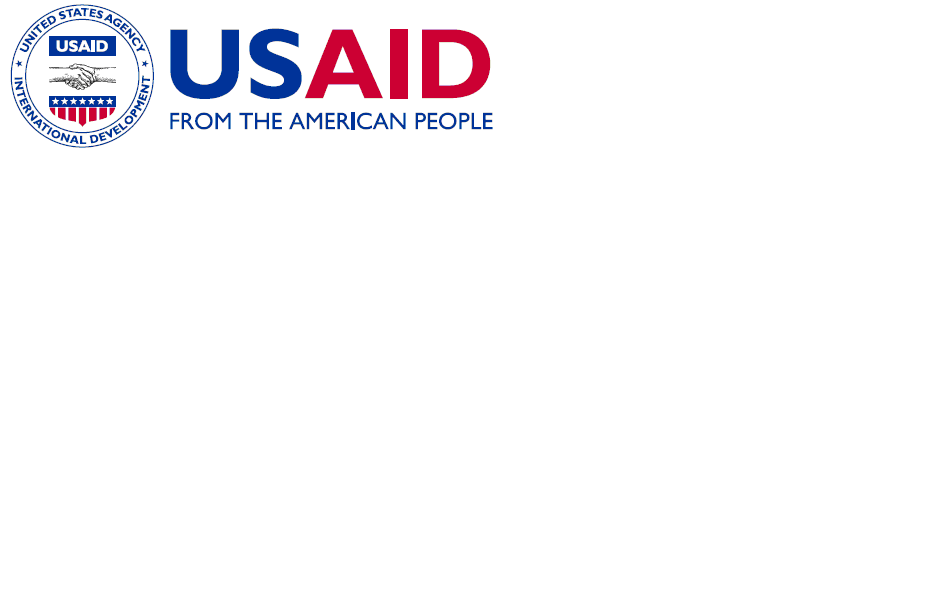 UNITED STATES AGENCY
INTERNATIONAL DEVELOPMENT
USAID
USAID
FROM THE AMERICAN PEOPLE